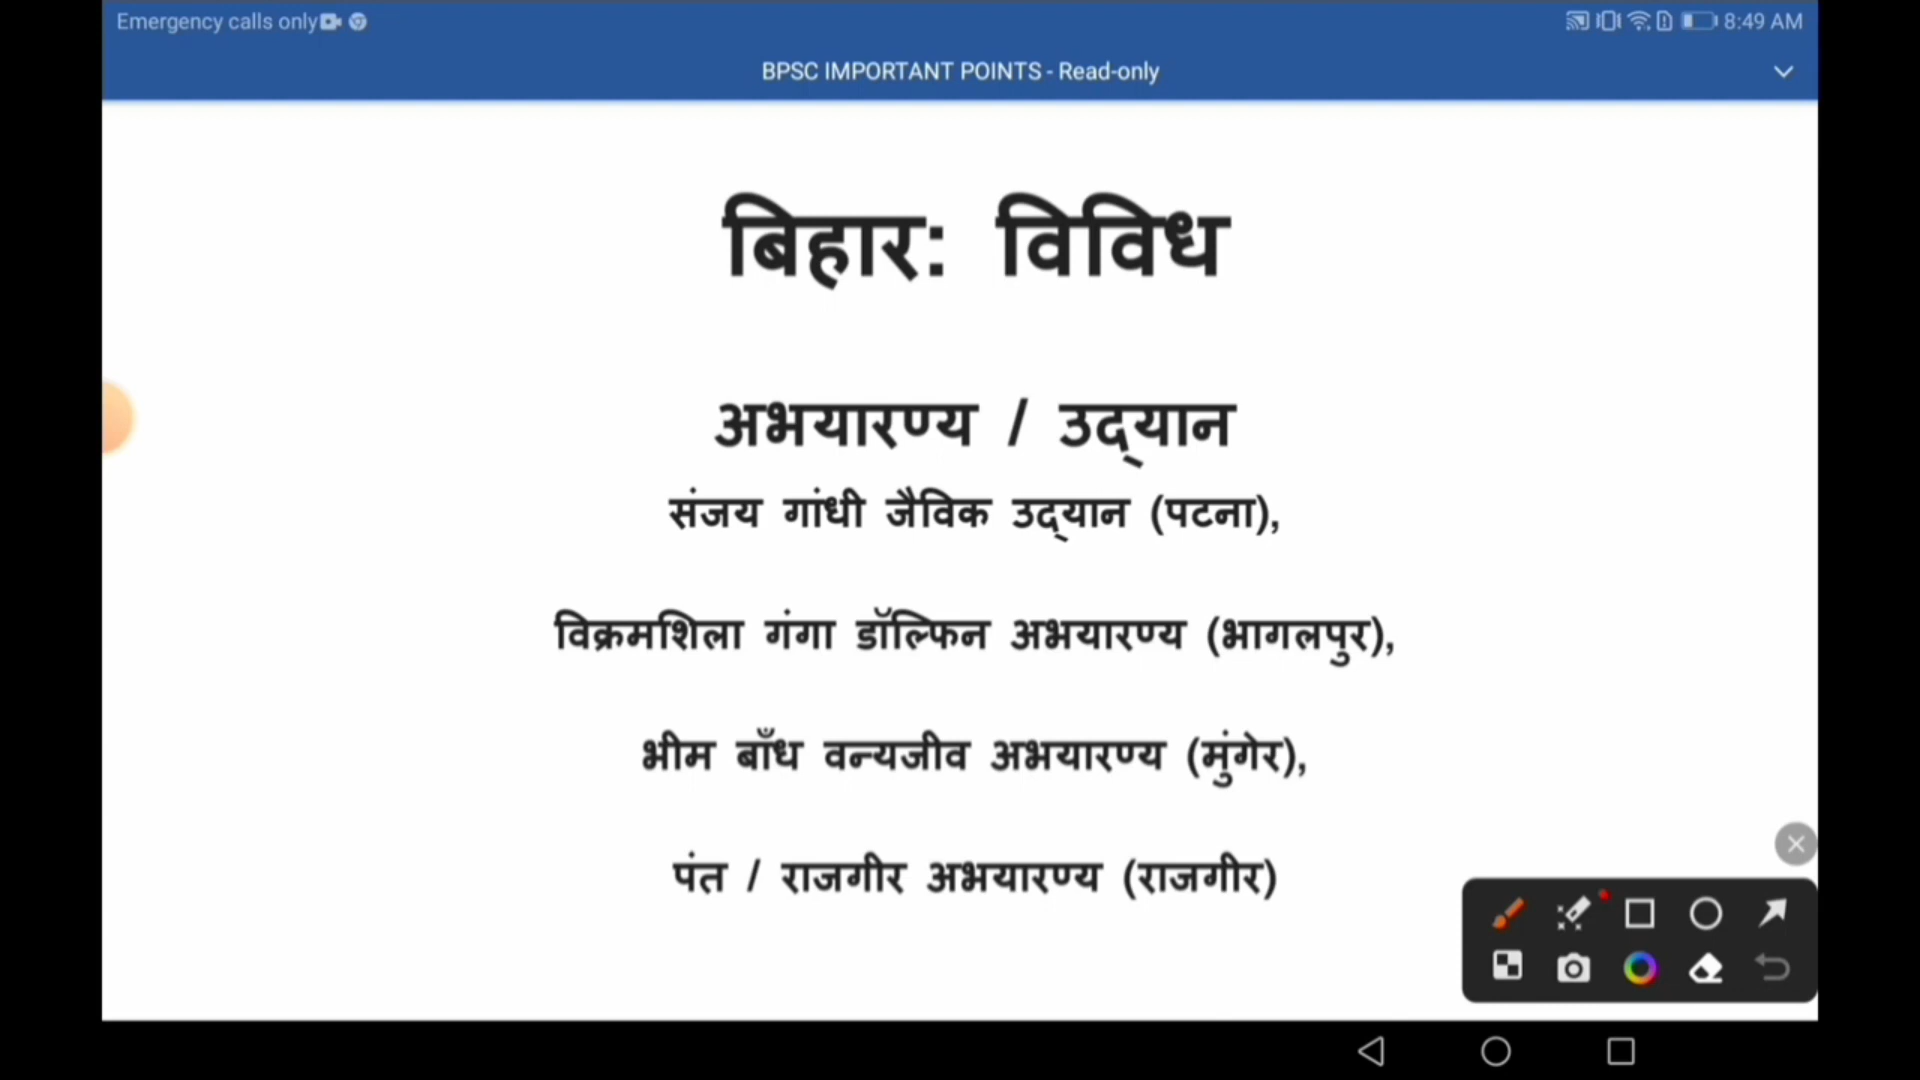 Emergency calls only
8:49 AM
BPSC IMPORTANT POINTS - Read-only
बिहार: विविध
अभयारण्य / उद्यान
संजय गांधी जैविक उद्यान (पटना),
विक्रमशिला गंगा डॉल्फिन अभयारण्य (भागलपुर),
भीम बाँध वन्यजीव अभयारण्य (मुंगेर),
पंत / राजगीर अभयारण्य (राजगीर)